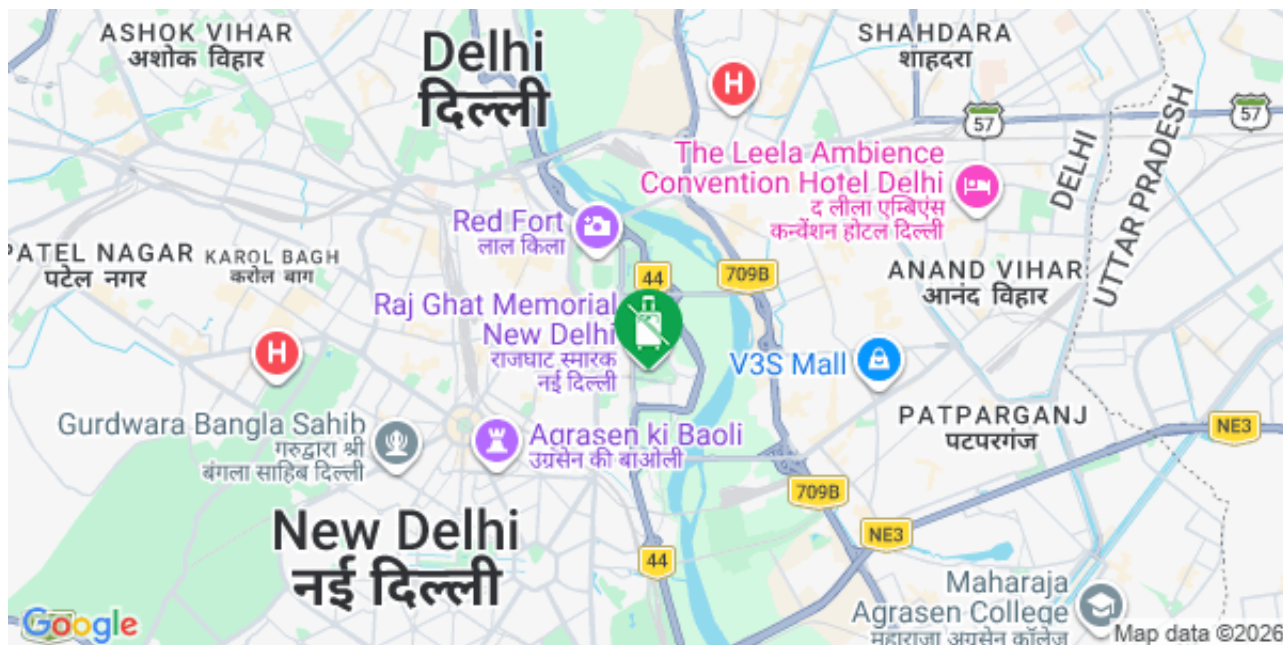 ASHOK VIHAR
अशोक विहार
Delhi
दिल्ली
SHAHDARA
शाहदरा
H
57
57
DELHI
UTTAR PRADESH
The Leela Ambience
Convention Hotel Delhi
द लीला एम्बिएंस
कन्वेंशन होटल दिल्ली
Red Fort
लाल किला
PATEL NAGAR
पटेल नगर
KAROL BAGH
करोल बाग
44
709B
ANAND VIHAR
आनंद विहार
Raj Ghat Memorial
New Delhi
राजघाट स्मारक
नई दिल्ली
H
V3S Mall
Gurdwara Bangla Sahib
गुरुद्वारा श्री
बंगला साहिब दिल्ली
Agrasen ki Baoli
उग्रसेन की बाओली
PATPARGANJ
पटपरगंज
NE3
709B
New Delhi
नई दिल्ली
NE3
44
Maharaja
Agrasen College
महाराजा अग्रसेन कॉलेज
Google
Map data ©2026